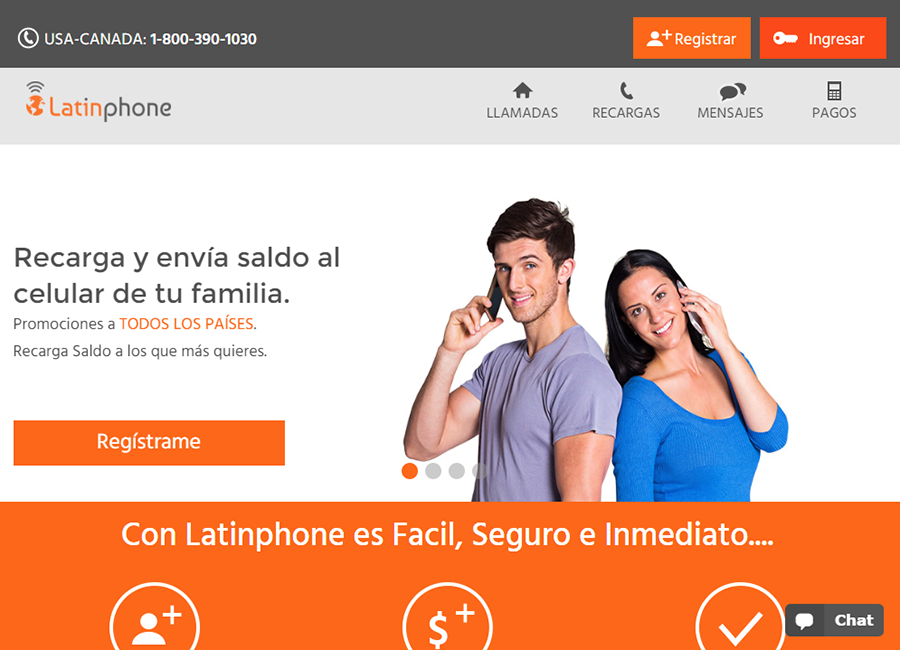 USA-CANADA: 1-800-390-1030
Registrar
Ingresar
Latinphone
LLAMADAS
RECARGAS
MENSAJES
PAGOS
Recarga y envía saldo al
celular de tu familia.
Promociones a TODOS LOS PAÍSES.
Recarga Saldo a los que más quieres.
Regístrame
Con Latinphone es Facil, Seguro e Inmediato....
$+
Chat